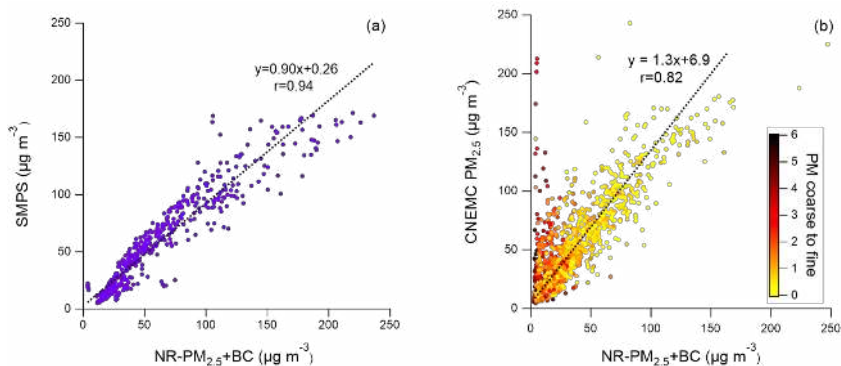 (a)
y=0.90x+0.26
r=0.94
SMPS (µg m⁻³)
250
200
150
100
50
0
0 50 100 150 200 250
NR-PM₂.₅+BC (µg m⁻³)
(b)
y = 1.3x+6.9
r=0.82
CNEMC PM₂.₅ (µg m⁻³)
250
200
150
100
50
0
0 50 100 150 200 250
NR-PM₂.₅+BC (µg m⁻³)
6
5
4
3
2
1
0
PM coarse to fine